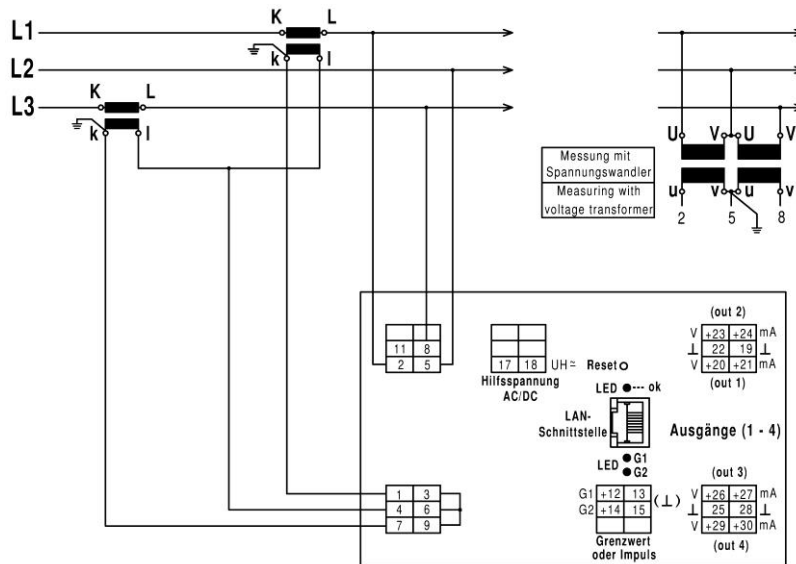 K L
L1
k l
L2
K L
L3
k l
U V U V
u v u v
2 5 8
Messung mit
Spannungswandler
Measuring with
voltage transformer
11 8
2 5
17 18 UH ≂
Hilfsspannung
AC/DC
Reset
LED --- ok
LAN-
Schnittstelle
LED G1
G2
(out 2)
V +23 +24 mA
⊥ 22 19 ⊥
V +20 +21 mA
(out 1)
Ausgänge (1 - 4)
1 3
4 6
7 9
G1 +12 13 (⊥)
G2 +14 15
Grenzwert
oder Impuls
(out 3)
V +26 +27 mA
⊥ 25 28 ⊥
V +29 +30 mA
(out 4)